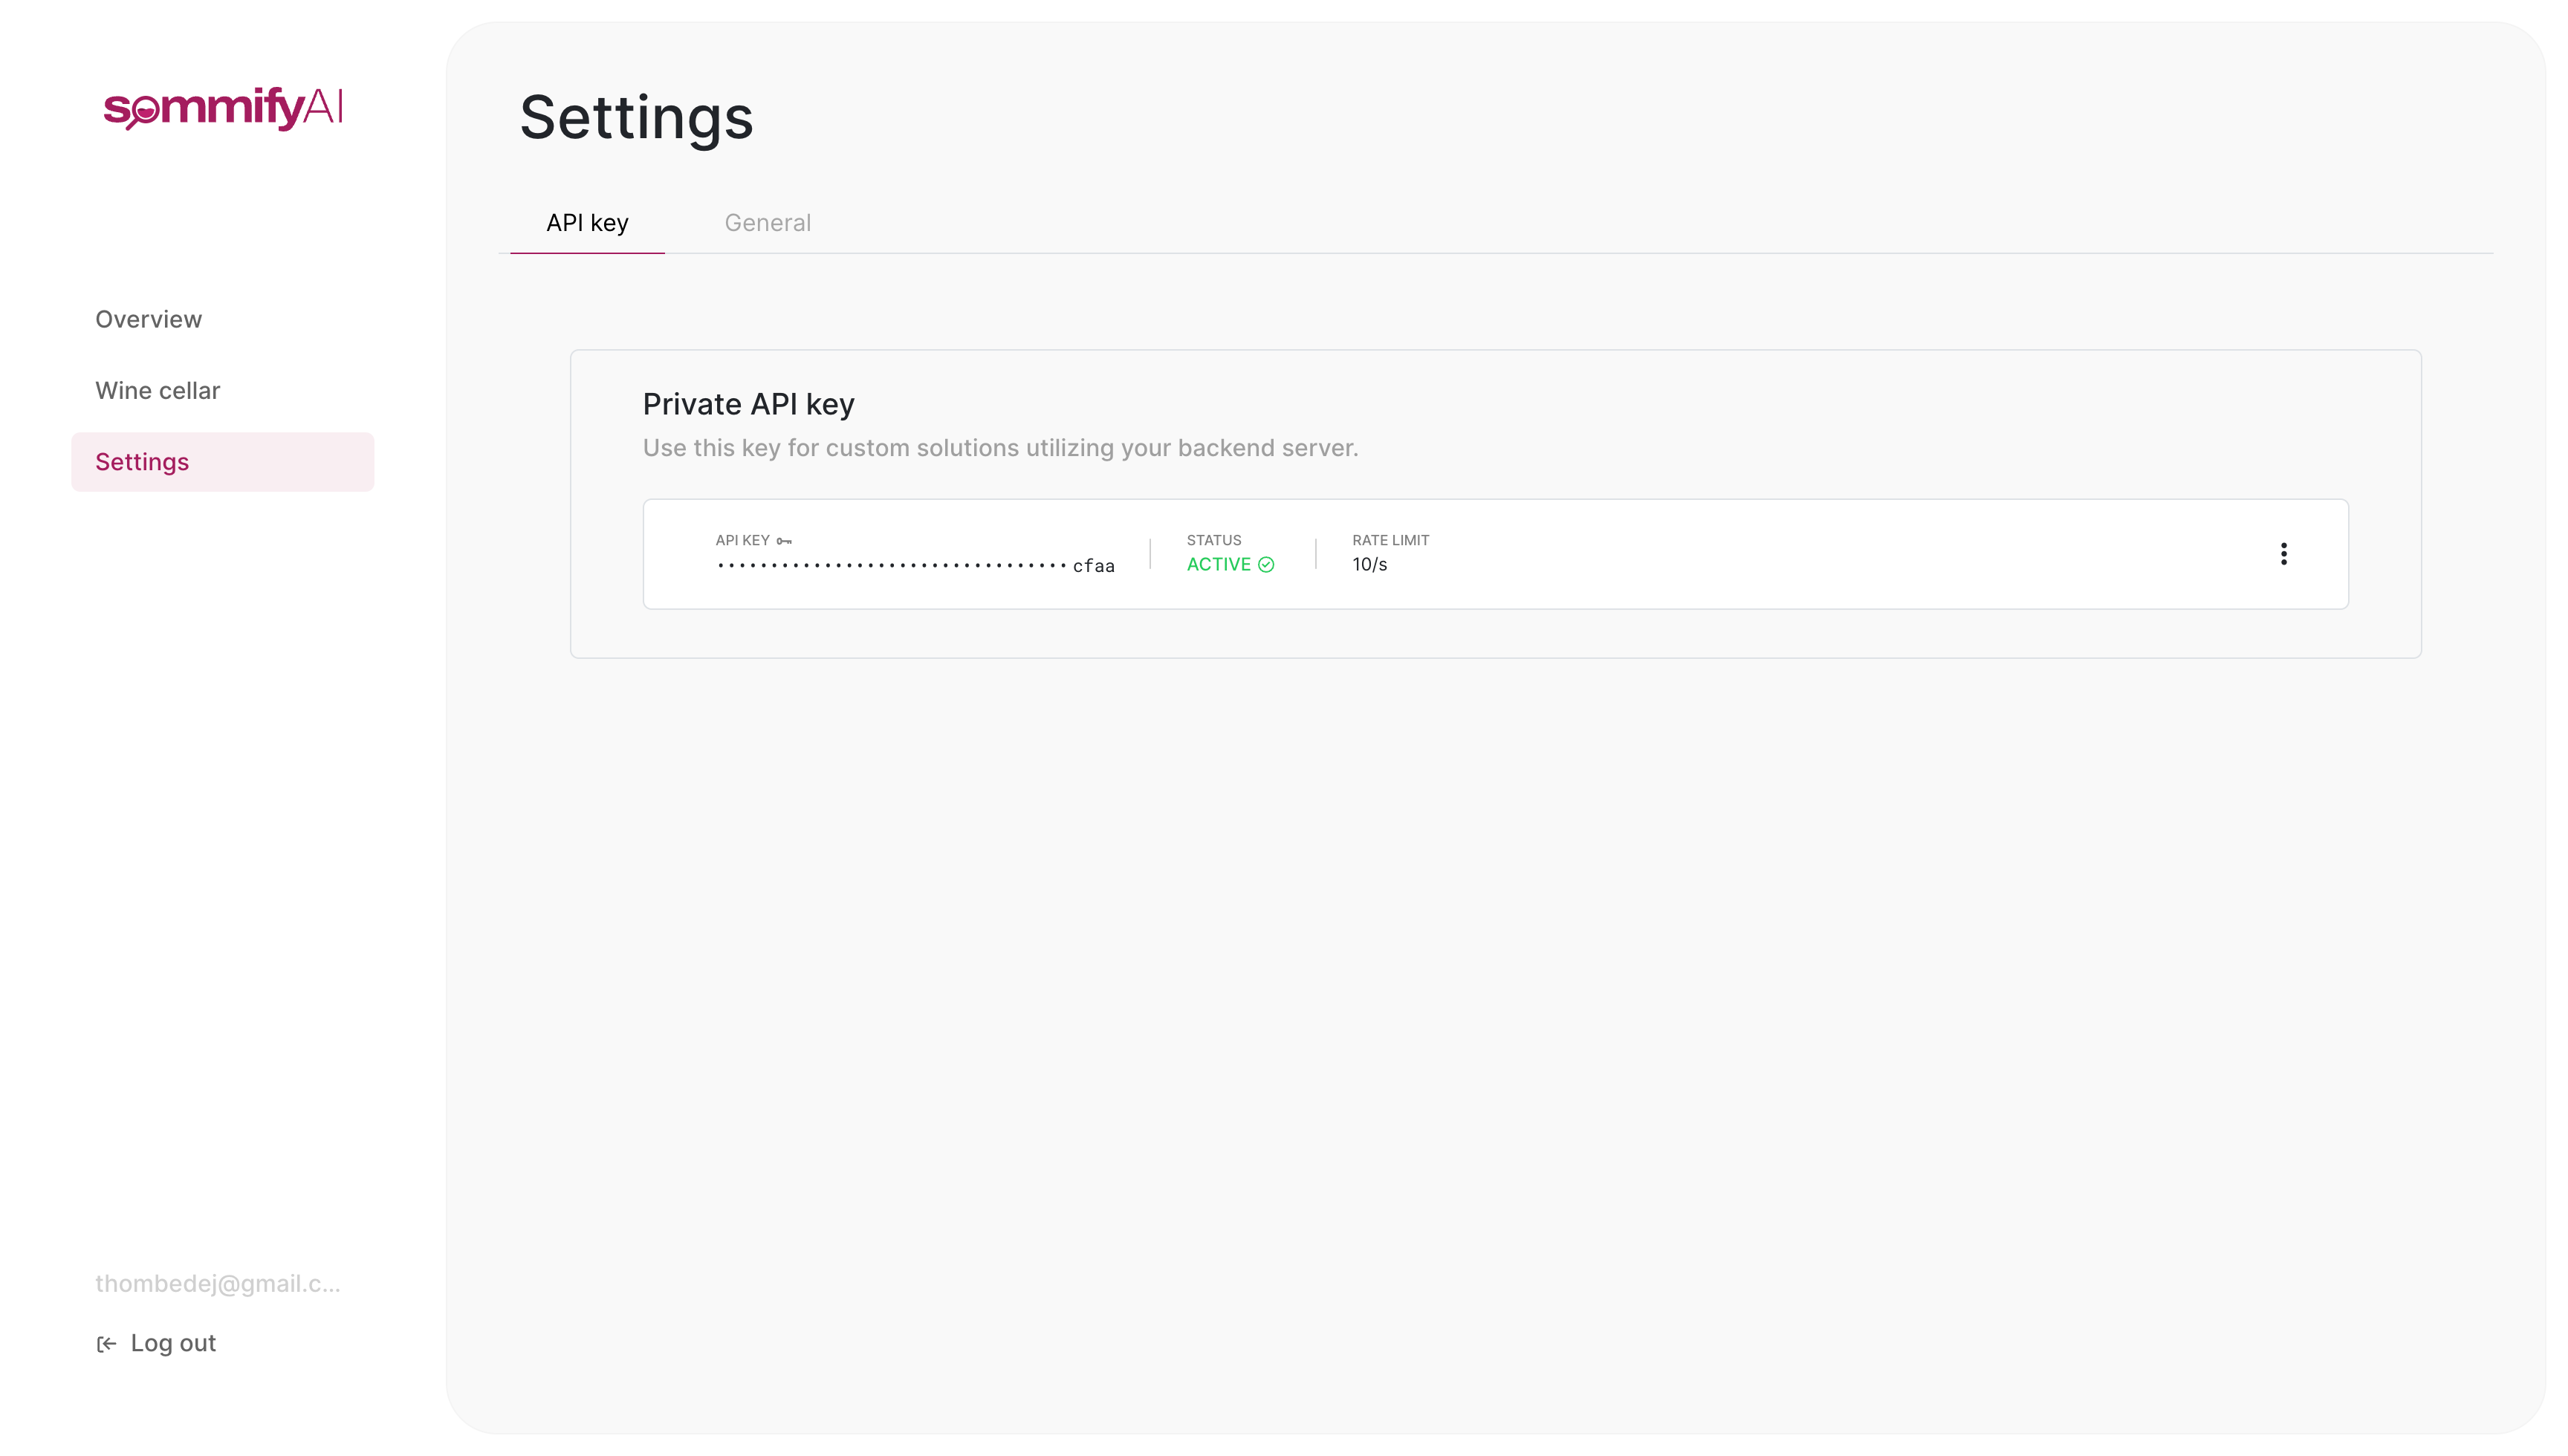 sommifyAI
Overview
Wine cellar
Settings
thombedej@gmail.c...
Log out
Settings
API key
General
Private API key
Use this key for custom solutions utilizing your backend server.
API KEY
•••••••••••••••••••••••••••••••••cfaa
STATUS
ACTIVE
RATE LIMIT
10/s